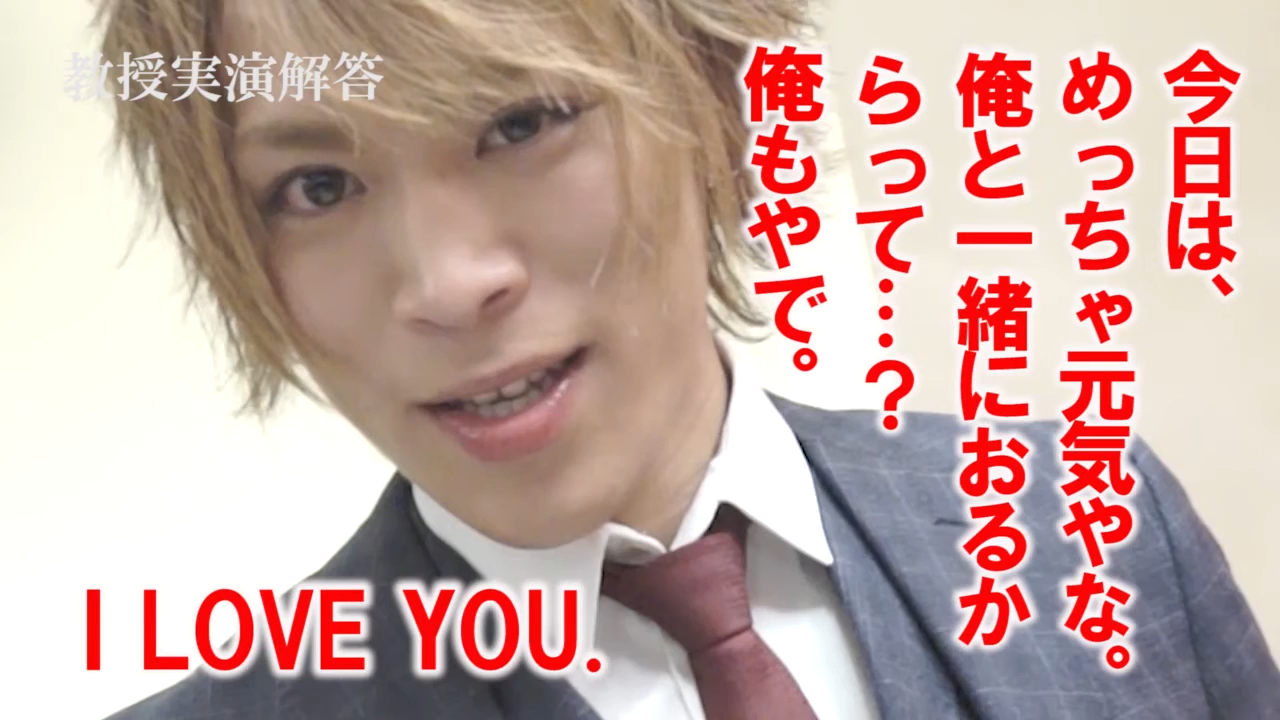 教授実演解答
今日は、
めっちゃ元気やな。
俺と一緒におるか
らって…?
俺もやで。
I LOVE YOU.